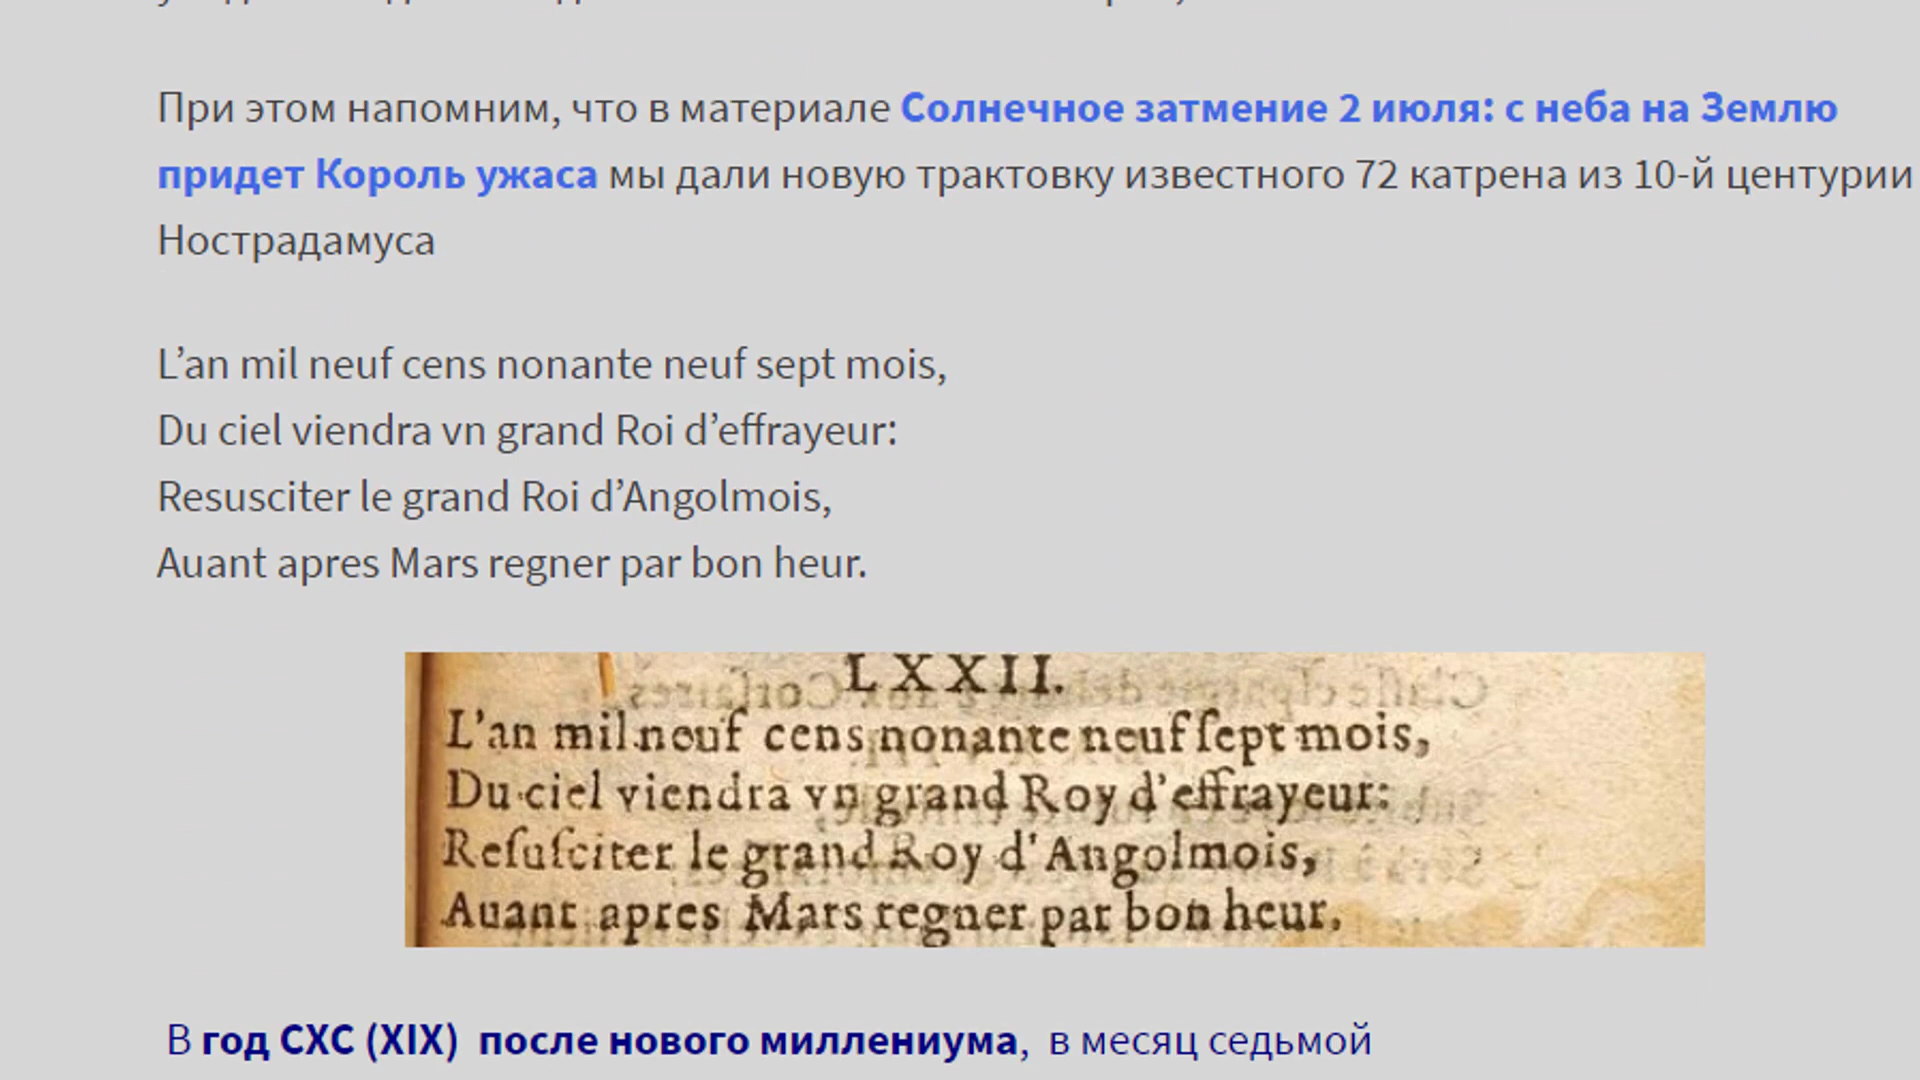 При этом напомним, что в материале Солнечное затмение 2 июля: с неба на Землю
придет Король ужаса мы дали новую трактовку известного 72 катрена из 10-й центурии
Нострадамуса
L’an mil neuf cens nonante neuf sept mois,
Du ciel viendra vn grand Roi d’effrayeur:
Resusciter le grand Roi d’Angolmois,
Auant apres Mars regner par bon heur.
LXXII.
L'an mil neuf cens nonante neuf ſept mois,
Du ciel viendra vn grand Roy d'effrayeur:
Reſuſciter le grand Roy d'Angolmois,
Auant apres Mars regner par bon heur.
В год CXC (XIX) после нового миллениума, в месяц седьмой